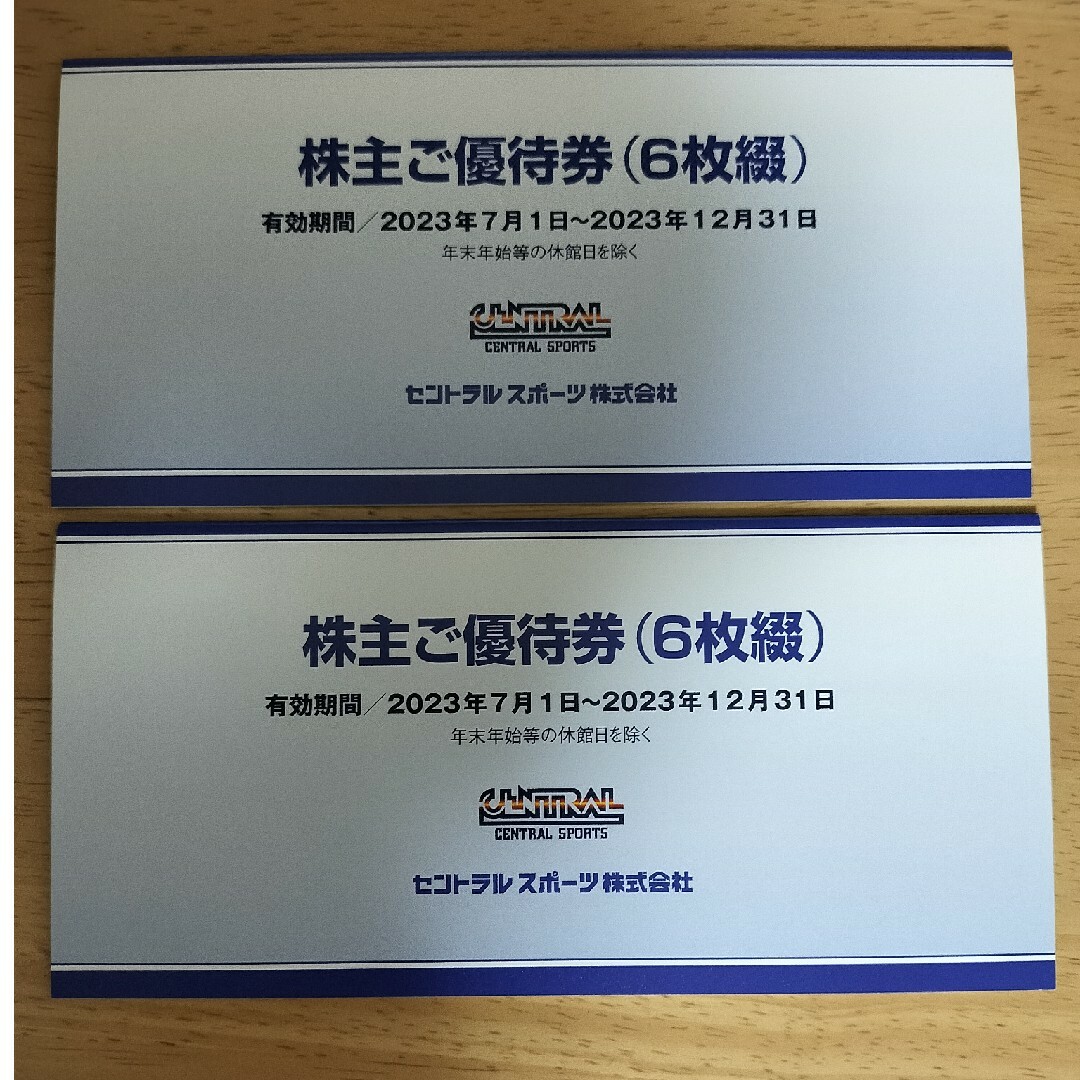 株主ご優待券(6枚綴)
有効期間/2023年7月1日~2023年12月31日
年末年始等の休館日を除く
CENTRAL
CENTRAL SPORTS
セントラルスポーツ株式会社
株主ご優待券(6枚綴)
有効期間/2023年7月1日~2023年12月31日
年末年始等の休館日を除く
CENTRAL
CENTRAL SPORTS
セントラルスポーツ株式会社